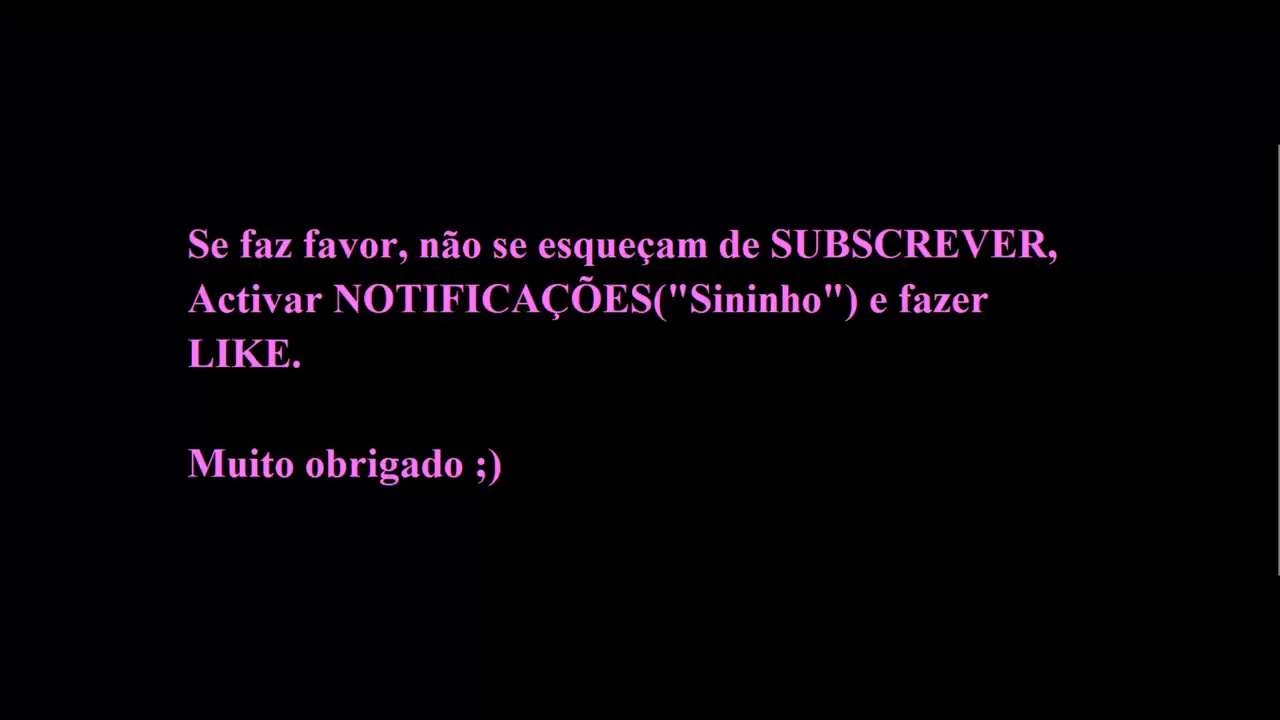 Se faz favor, não se esqueçam de SUBSCREVER,
Activar NOTIFICAÇÕES("Sininho") e fazer
LIKE.
Muito obrigado ;)